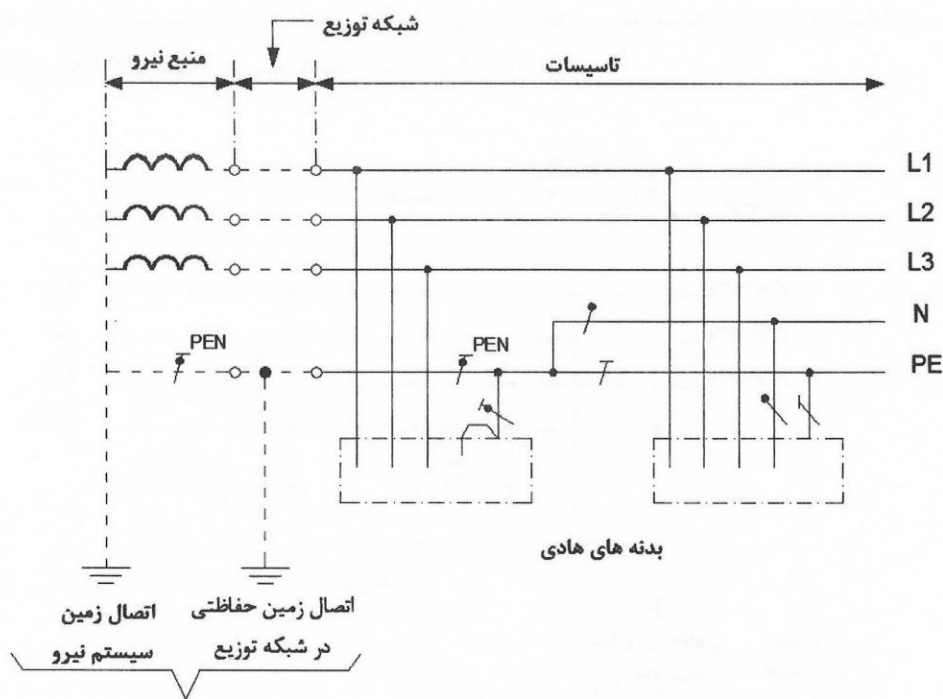 شبکه توزیع
منبع نیرو
تاسیسات
L1
L2
L3
N
PEN
PEN
PE
بدنه های هادی
اتصال زمین حفاظتی
در شبکه توزیع
اتصال زمین
سیستم نیرو